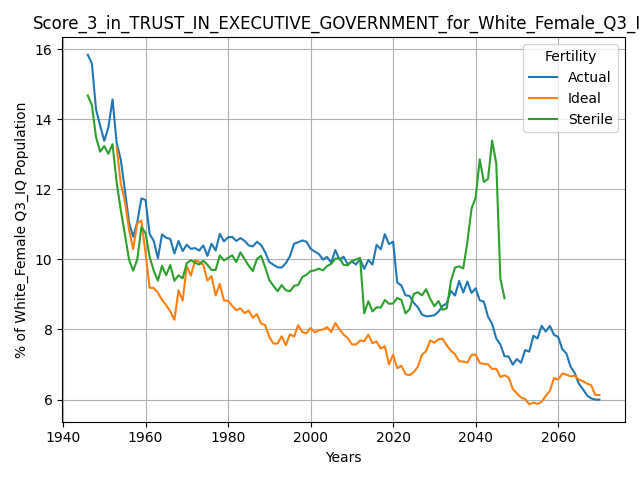 Score_3_in_TRUST_IN_EXECUTIVE_GOVERNMENT_for_White_Female_Q3_I
Fertility
Actual
Ideal
Sterile
% of White_Female Q3_IQ Population
16
14
12
10
8
6
1940
1960
1980
2000
2020
2040
2060
Years